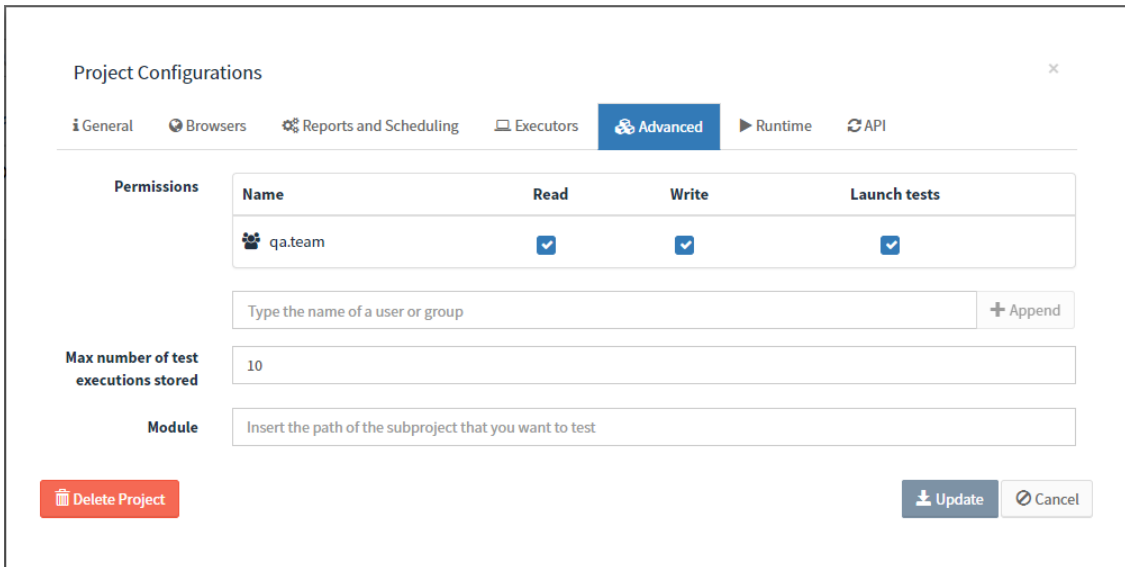 Project Configurations
×
General Browsers Reports and Scheduling Executors Advanced Runtime API
Permissions
Name Read Write Launch tests
qa.team
Type the name of a user or group
Append
Max number of test
executions stored
10
Module
Insert the path of the subproject that you want to test
Delete Project
Update
Cancel